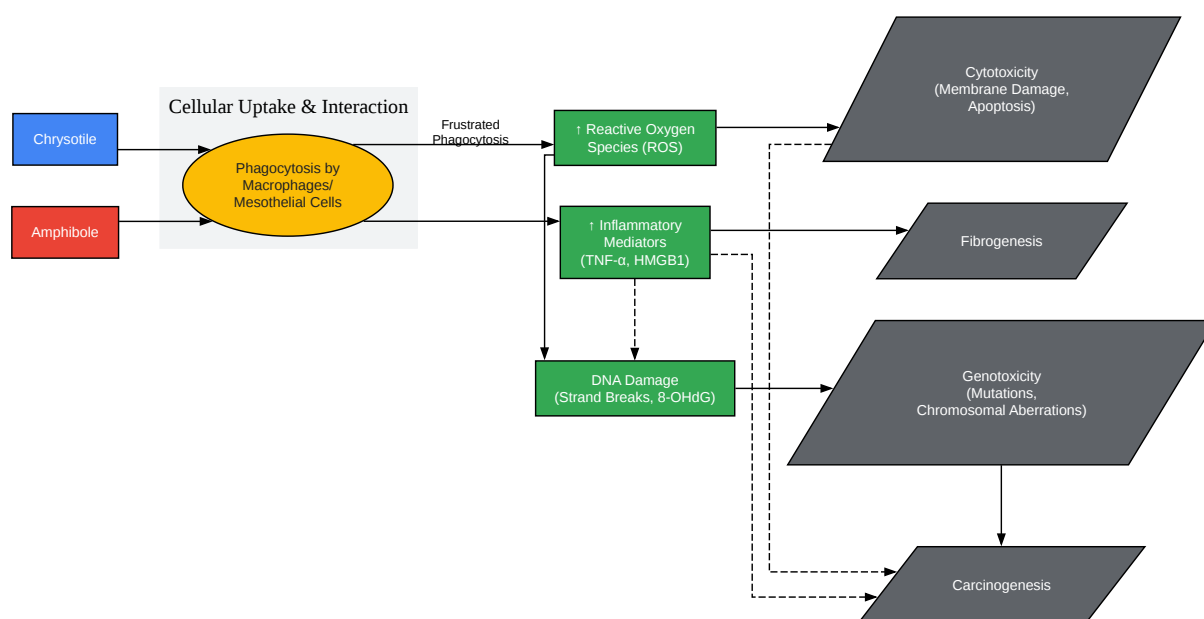 Cellular Uptake & Interaction
Chrysotile
Amphibole
Phagocytosis by
Macrophages/
Mesothelial Cells
Frustrated
Phagocytosis
↑ Reactive Oxygen
Species (ROS)
↑ Inflammatory
Mediators
(TNF-α, HMGB1)
DNA Damage
(Strand Breaks, 8-OHdG)
Cytotoxicity
(Membrane Damage,
Apoptosis)
Fibrogenesis
Genotoxicity
(Mutations,
Chromosomal Aberrations)
Carcinogenesis